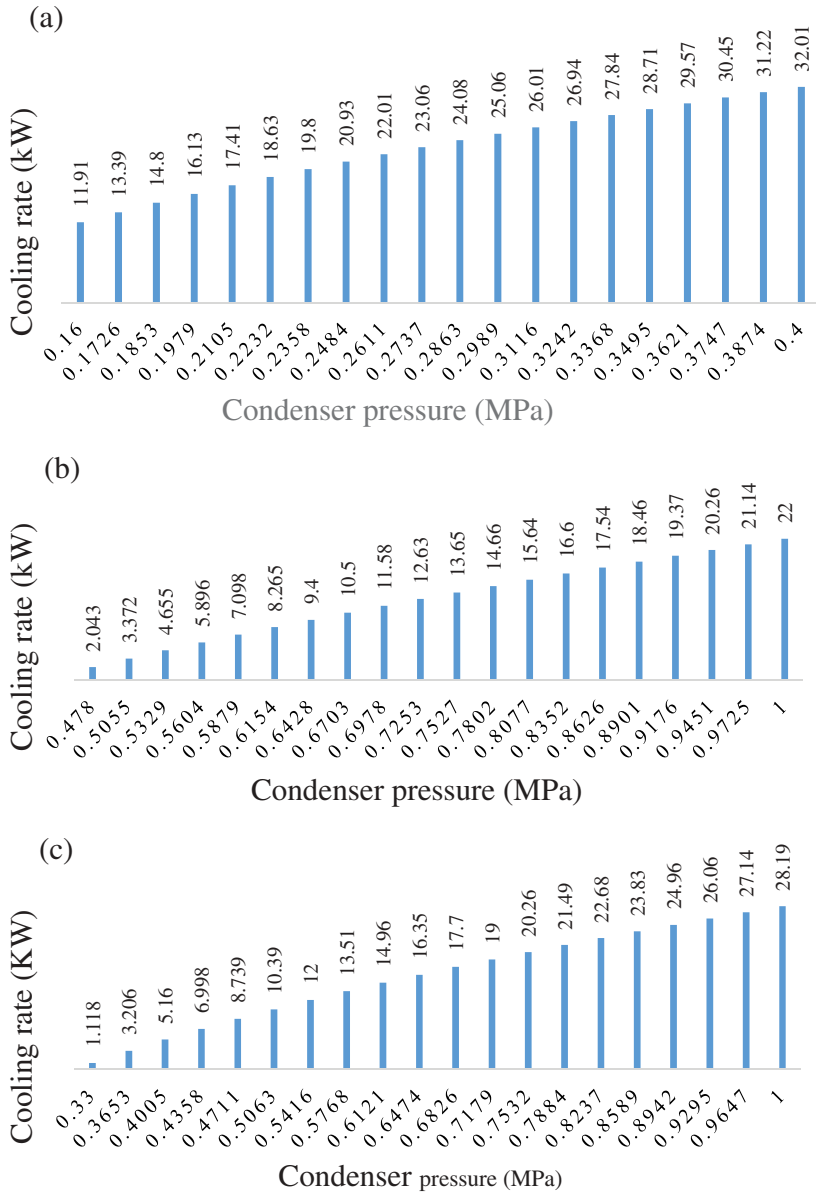 (a)
Cooling rate (kW)
11.91 13.39 14.8 16.13 17.41 18.63 19.8 20.93 22.01 23.06 24.08 25.06 26.01 26.94 27.84 28.71 29.57 30.45 31.22 32.01
0.16 0.1726 0.1853 0.1979 0.2105 0.2232 0.2358 0.2484 0.2611 0.2737 0.2863 0.2989 0.3116 0.3242 0.3368 0.3495 0.3621 0.3747 0.3874 0.4
Condenser pressure (MPa)
(b)
Cooling rate (kW)
2.043 3.372 4.655 5.896 7.098 8.265 9.4 10.5 11.58 12.63 13.65 14.66 15.64 16.6 17.54 18.46 19.37 20.26 21.14 22
0.478 0.5055 0.5329 0.5604 0.5879 0.6154 0.6428 0.6703 0.6978 0.7253 0.7527 0.7802 0.8077 0.8352 0.8626 0.8901 0.9176 0.9451 0.9725 1
Condenser pressure (MPa)
(c)
Cooling rate (KW)
1.118 3.206 5.16 6.998 8.739 10.39 12 13.51 14.96 16.35 17.7 19 20.26 21.49 22.68 23.83 24.96 26.06 27.14 28.19
0.33 0.3653 0.4005 0.4358 0.4711 0.5063 0.5416 0.5768 0.6121 0.6474 0.6826 0.7179 0.7532 0.7884 0.8237 0.8589 0.8942 0.9295 0.9647 1
Condenser pressure (MPa)